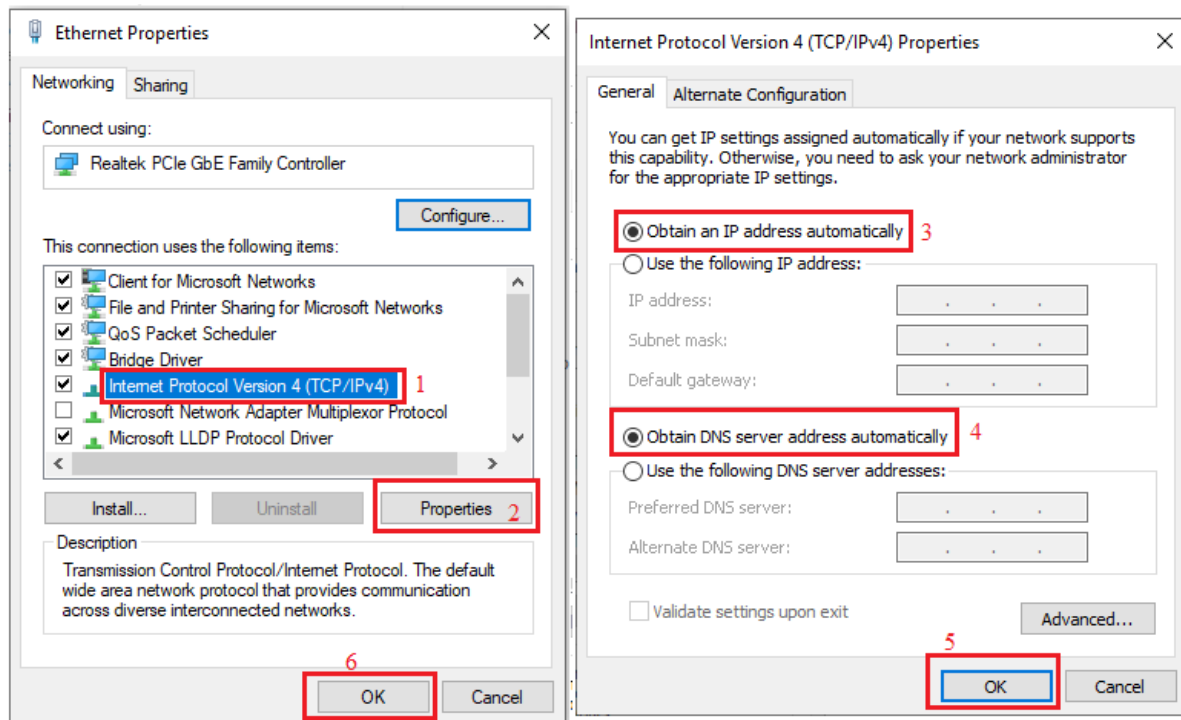 Ethernet Properties
Networking
Sharing
Connect using:
Realtek PCIe GbE Family Controller
Configure...
This connection uses the following items:
Client for Microsoft Networks
File and Printer Sharing for Microsoft Networks
QoS Packet Scheduler
Bridge Driver
Internet Protocol Version 4 (TCP/IPv4) 1
Microsoft Network Adapter Multiplexor Protocol
Microsoft LLDP Protocol Driver
Install...
Uninstall
Properties 2
Description
Transmission Control Protocol/Internet Protocol. The default
wide area network protocol that provides communication
across diverse interconnected networks.
6
OK
Cancel
Internet Protocol Version 4 (TCP/IPv4) Properties
General
Alternate Configuration
You can get IP settings assigned automatically if your network supports
this capability. Otherwise, you need to ask your network administrator
for the appropriate IP settings.
Obtain an IP address automatically 3
Use the following IP address:
IP address: . . .
Subnet mask: . . .
Default gateway: . . .
Obtain DNS server address automatically 4
Use the following DNS server addresses:
Preferred DNS server: . . .
Alternate DNS server: . . .
Validate settings upon exit
Advanced...
5
OK
Cancel